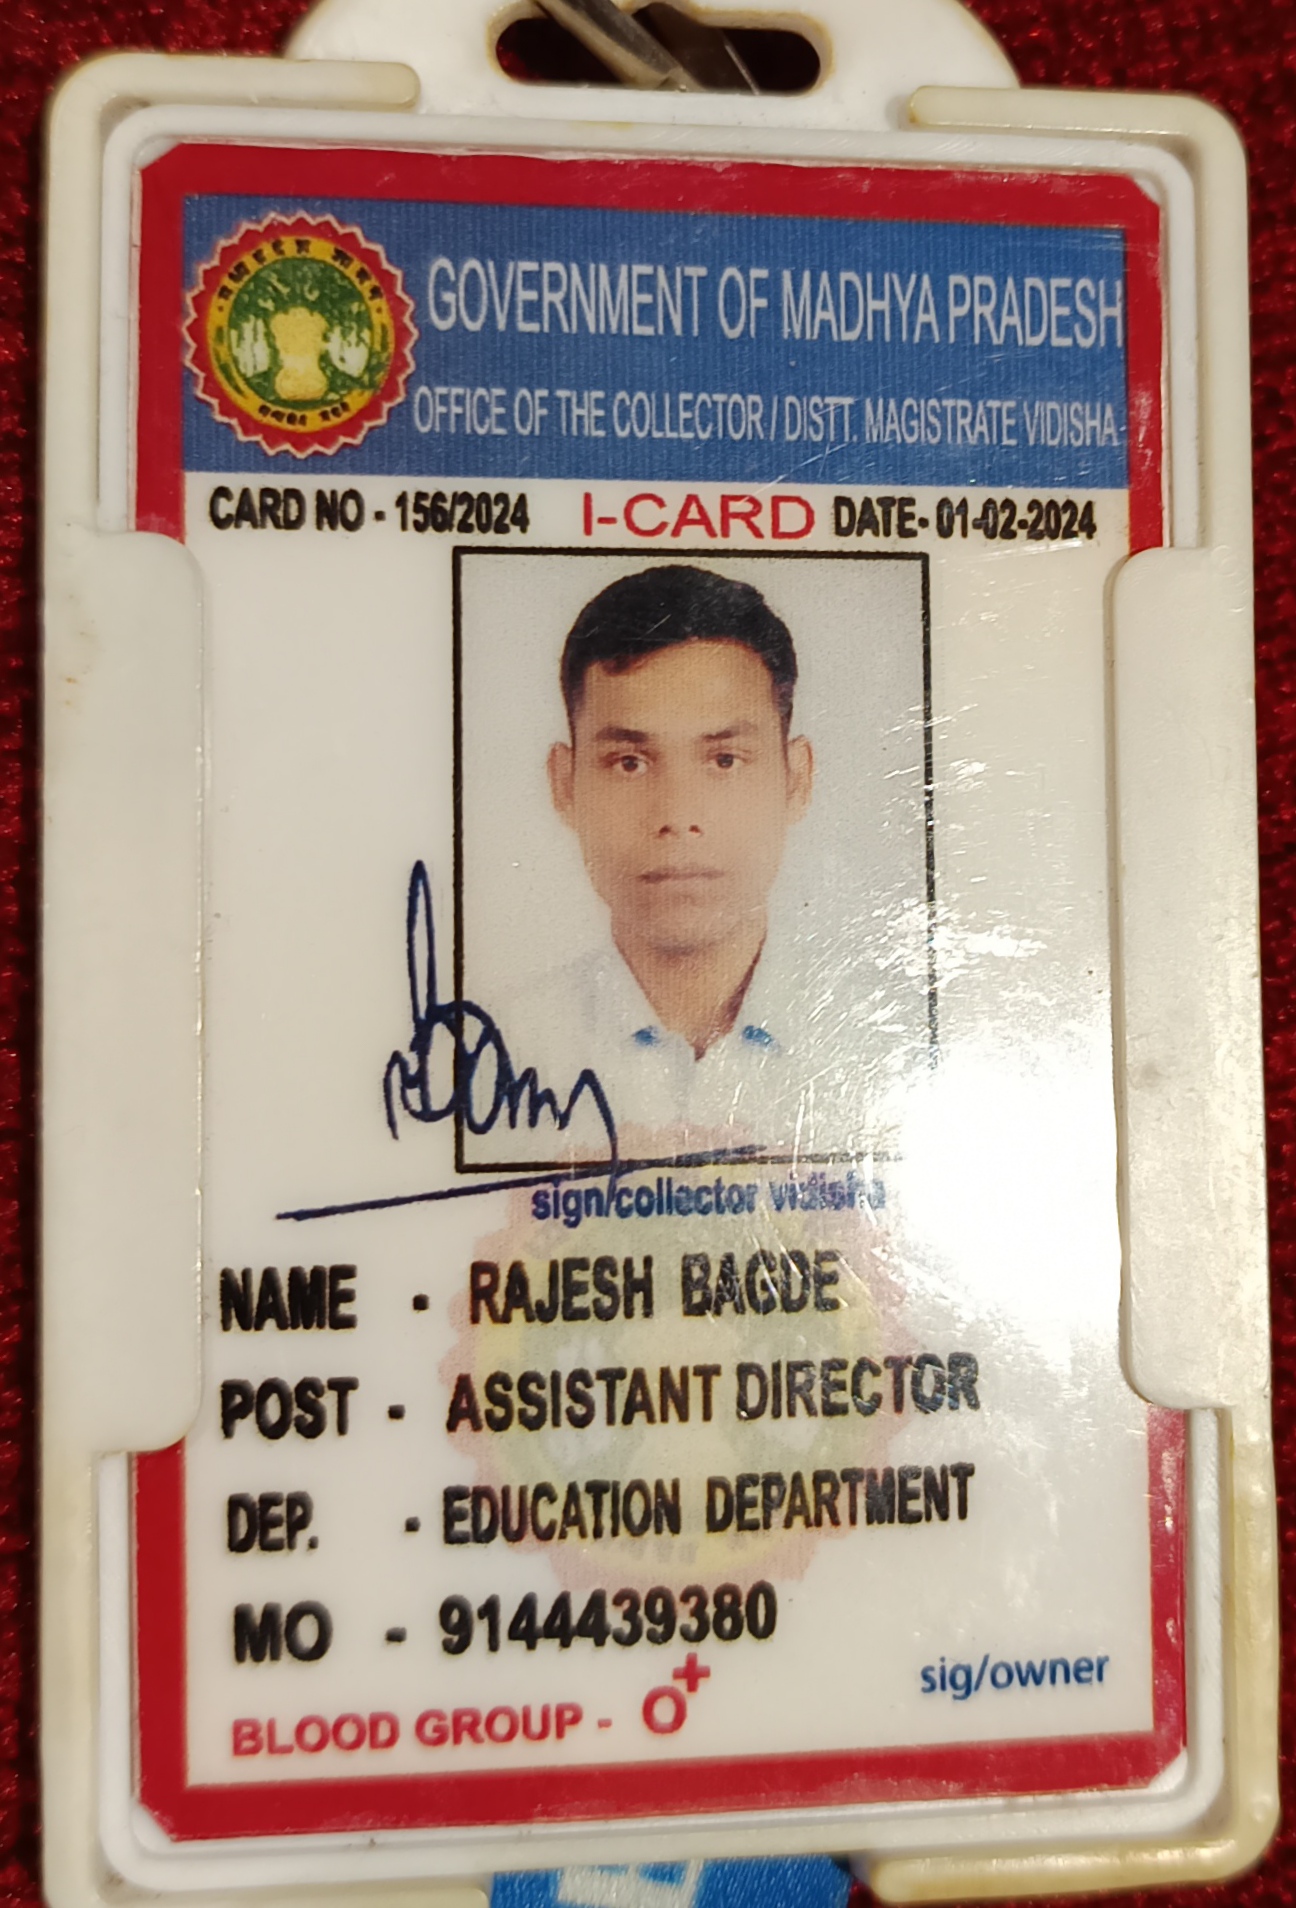 GOVERNMENT OF MADHYA PRADESH
OFFICE OF THE COLLECTOR / DISTT. MAGISTRATE VIDISHA
CARD NO - 156/2024 I-CARD DATE- 01-02-2024
sign/collector vidisha
NAME - RAJESH BAGDE
POST - ASSISTANT DIRECTOR
DEP. - EDUCATION DEPARTMENT
MO - 9144439380
sig/owner
BLOOD GROUP - O+